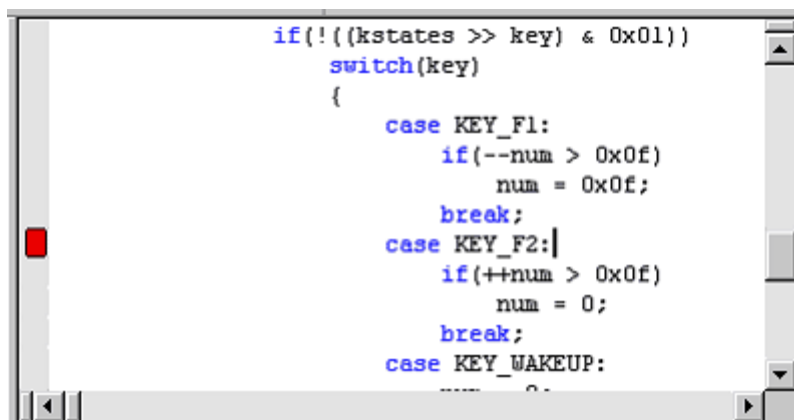 if(!((kstates >> key) & 0x01))
switch(key)
{
case KEY_F1:
if(--num > 0x0f)
num = 0x0f;
break;
case KEY_F2:
if(++num > 0x0f)
num = 0;
break;
case KEY_WAKEUP: